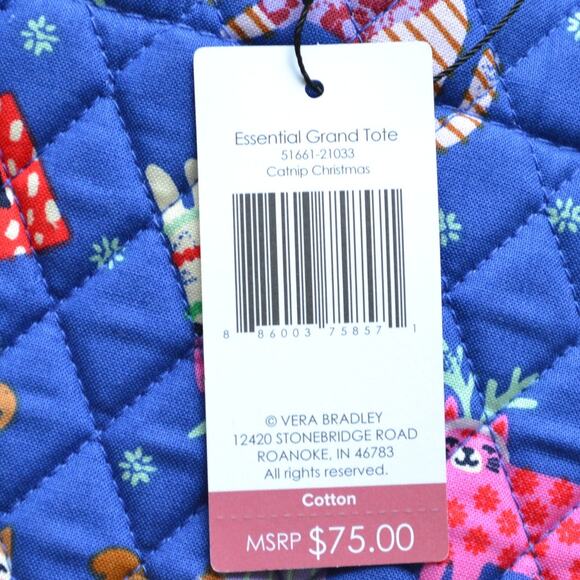 Essential Grand Tote
51661-21033
Catnip Christmas
8 86003 75857 1
© VERA BRADLEY
12420 STONEBRIDGE ROAD
ROANOKE, IN 46783
All rights reserved.
Cotton
MSRP $75.00